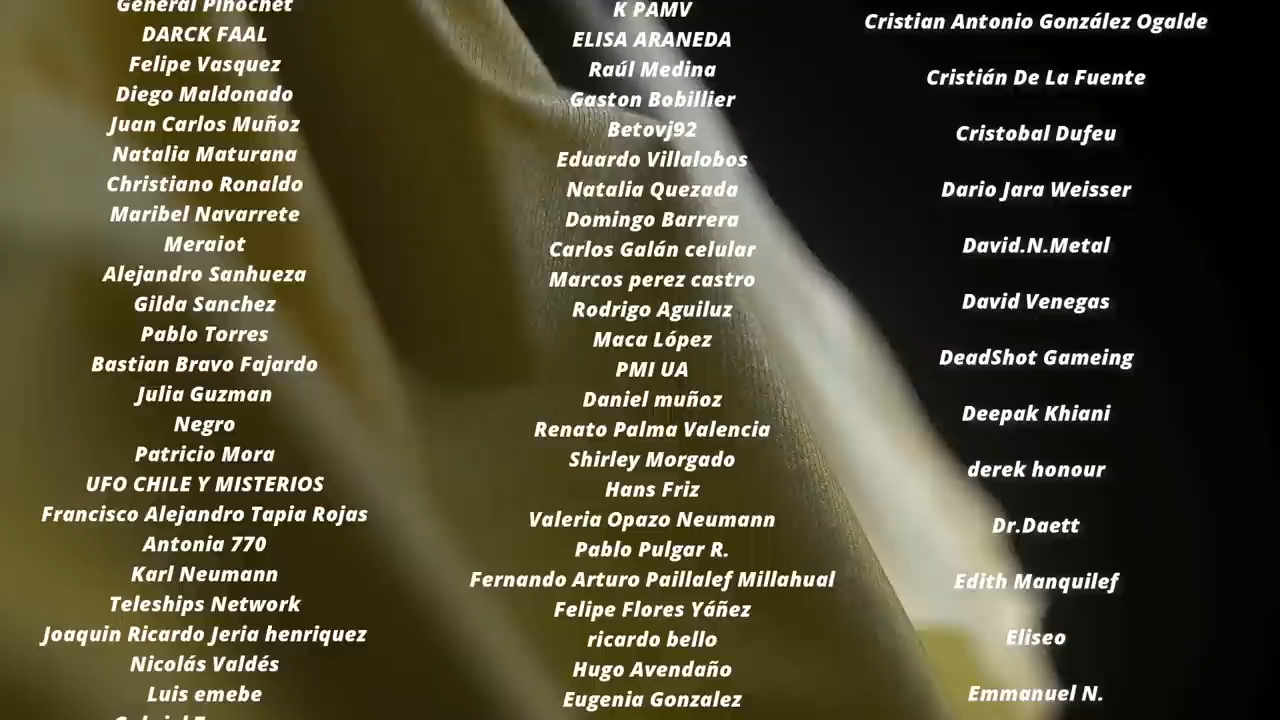 General Pinochet
DARCK FAAL
Felipe Vasquez
Diego Maldonado
Juan Carlos Muñoz
Natalia Maturana
Christiano Ronaldo
Maribel Navarrete
Meraiot
Alejandro Sanhueza
Gilda Sanchez
Pablo Torres
Bastian Bravo Fajardo
Julia Guzman
Negro
Patricio Mora
UFO CHILE Y MISTERIOS
Francisco Alejandro Tapia Rojas
Antonia 770
Karl Neumann
Teleships Network
Joaquin Ricardo Jeria henriquez
Nicolás Valdés
Luis emebe
K PAMV
ELISA ARANEDA
Raúl Medina
Gaston Bobillier
Betovj92
Eduardo Villalobos
Natalia Quezada
Domingo Barrera
Carlos Galán celular
Marcos perez castro
Rodrigo Aguiluz
Maca López
PMI UA
Daniel muñoz
Renato Palma Valencia
Shirley Morgado
Hans Friz
Valeria Opazo Neumann
Pablo Pulgar R.
Fernando Arturo Paillalef Millahual
Felipe Flores Yáñez
ricardo bello
Hugo Avendaño
Eugenia Gonzalez
Cristian Antonio González Ogalde
Cristián De La Fuente
Cristobal Dufeu
Dario Jara Weisser
David.N.Metal
David Venegas
DeadShot Gameing
Deepak Khiani
derek honour
Dr.Daett
Edith Manquilef
Eliseo
Emmanuel N.